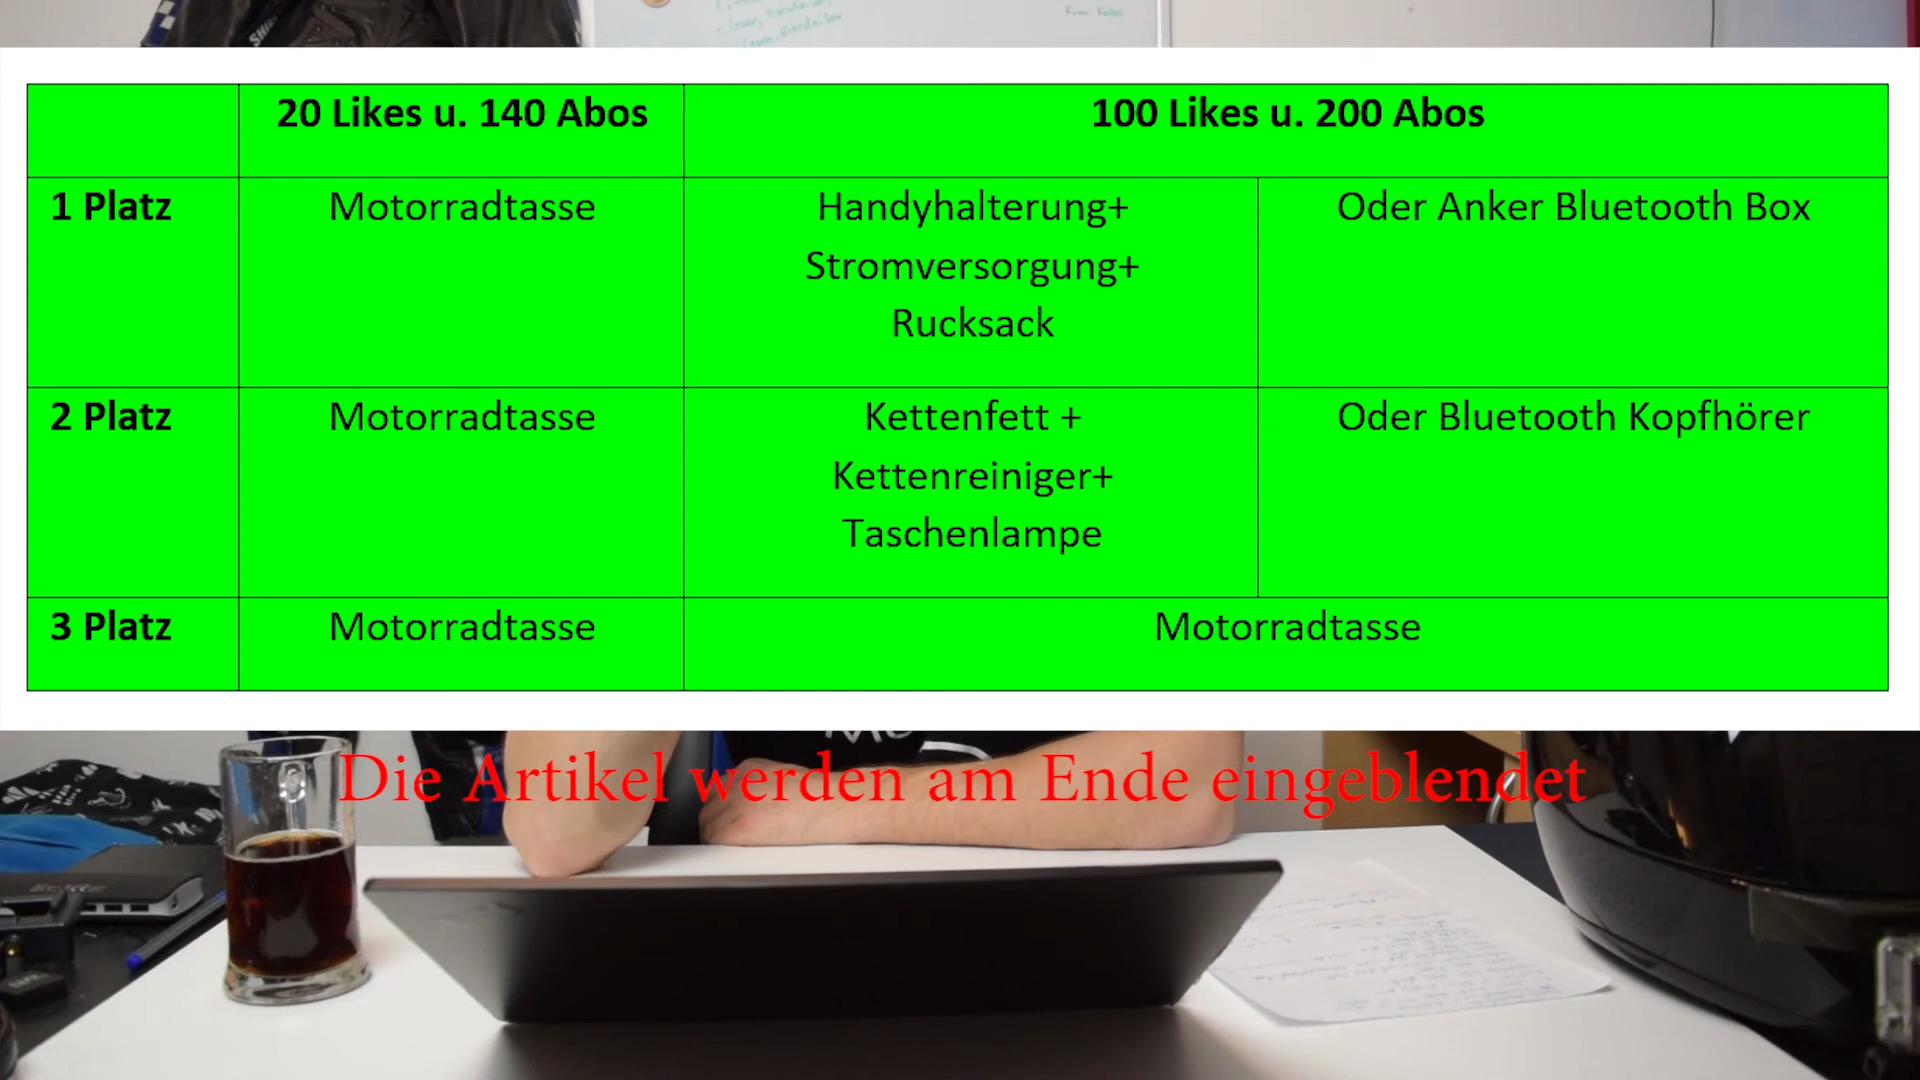 20 Likes u. 140 Abos
100 Likes u. 200 Abos
1 Platz
Motorradtasse
Handyhalterung+
Stromversorgung+
Rucksack
Oder Anker Bluetooth Box
2 Platz
Motorradtasse
Kettenfett +
Kettenreiniger+
Taschenlampe
Oder Bluetooth Kopfhörer
3 Platz
Motorradtasse
Motorradtasse
Die Artikel werden am Ende eingeblendet